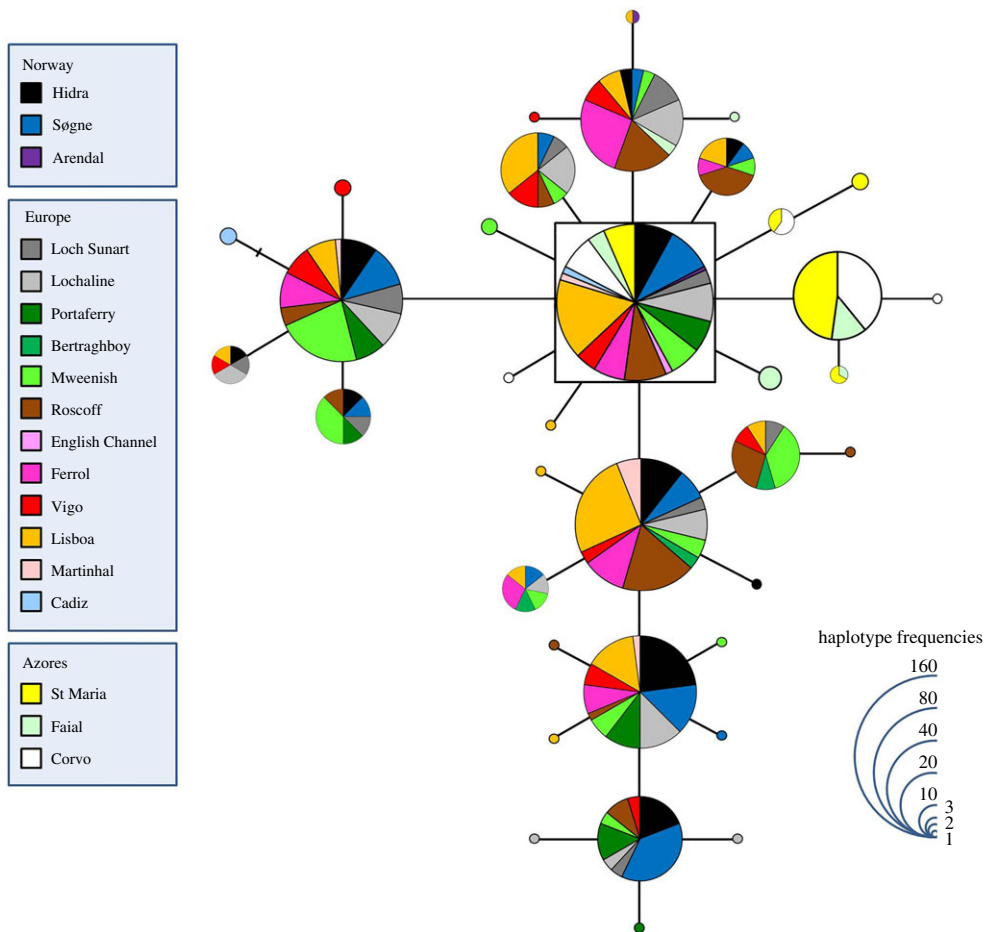 Norway
Hidra
Søgne
Arendal
Europe
Loch Sunart
Lochaline
Portaferry
Bertraghboy
Mweenish
Roscoff
English Channel
Ferrol
Vigo
Lisboa
Martinhal
Cadiz
Azores
St Maria
Faial
Corvo
haplotype frequencies
160
80
40
20
10
3
2
1